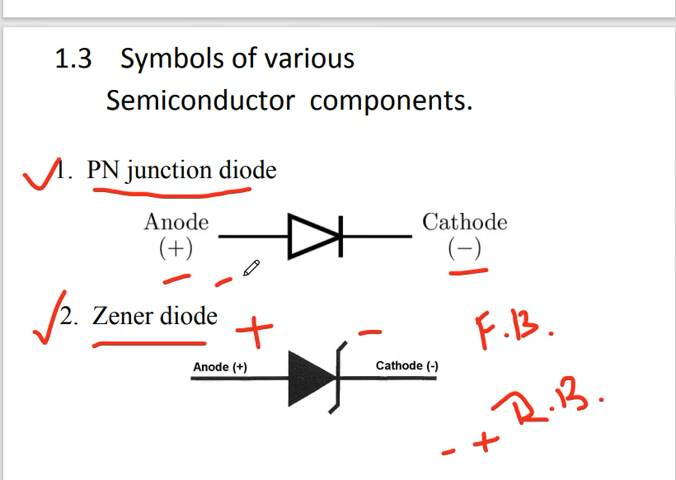 1.3 Symbols of various
Semiconductor components.
1. PN junction diode
Anode Cathode
(+) (−)
2. Zener diode
+ −
F.B.
Anode (+) Cathode (-)
R.B.
- +